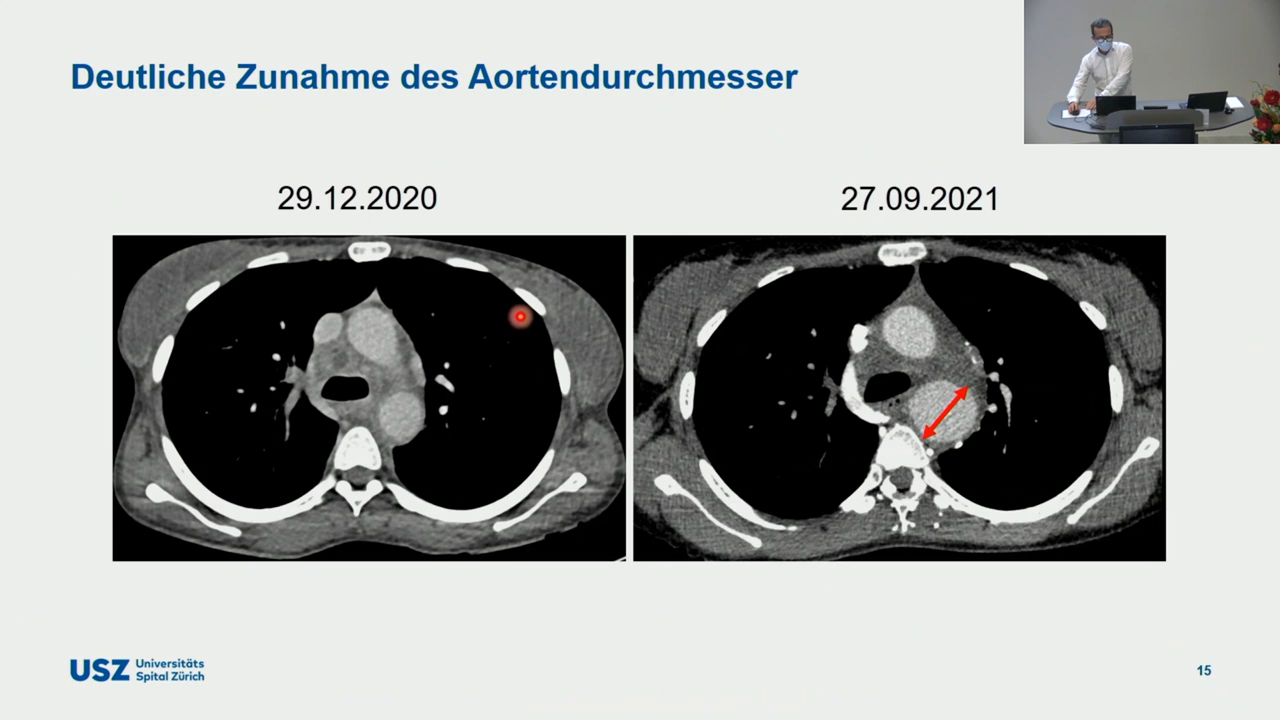 Deutliche Zunahme des Aortendurchmesser
29.12.2020
27.09.2021
USZ Universitäts
Spital Zürich
15